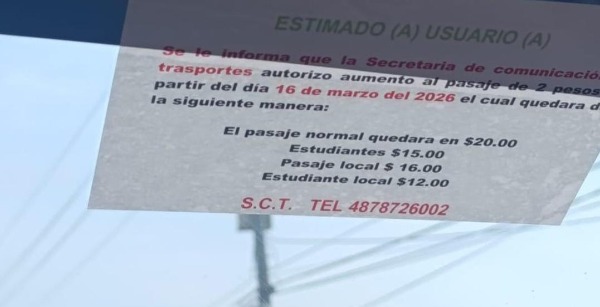 ESTIMADO (A) USUARIO (A)
Se le informa que la Secretaria de comunicació
trasportes autorizo aumento al pasaje de 2 pesos
partir del día 16 de marzo del 2026 el cual quedara d
la siguiente manera:
El pasaje normal quedara en $20.00
Estudiantes $15.00
Pasaje local $ 16.00
Estudiante local $12.00
S.C.T. TEL 4878726002